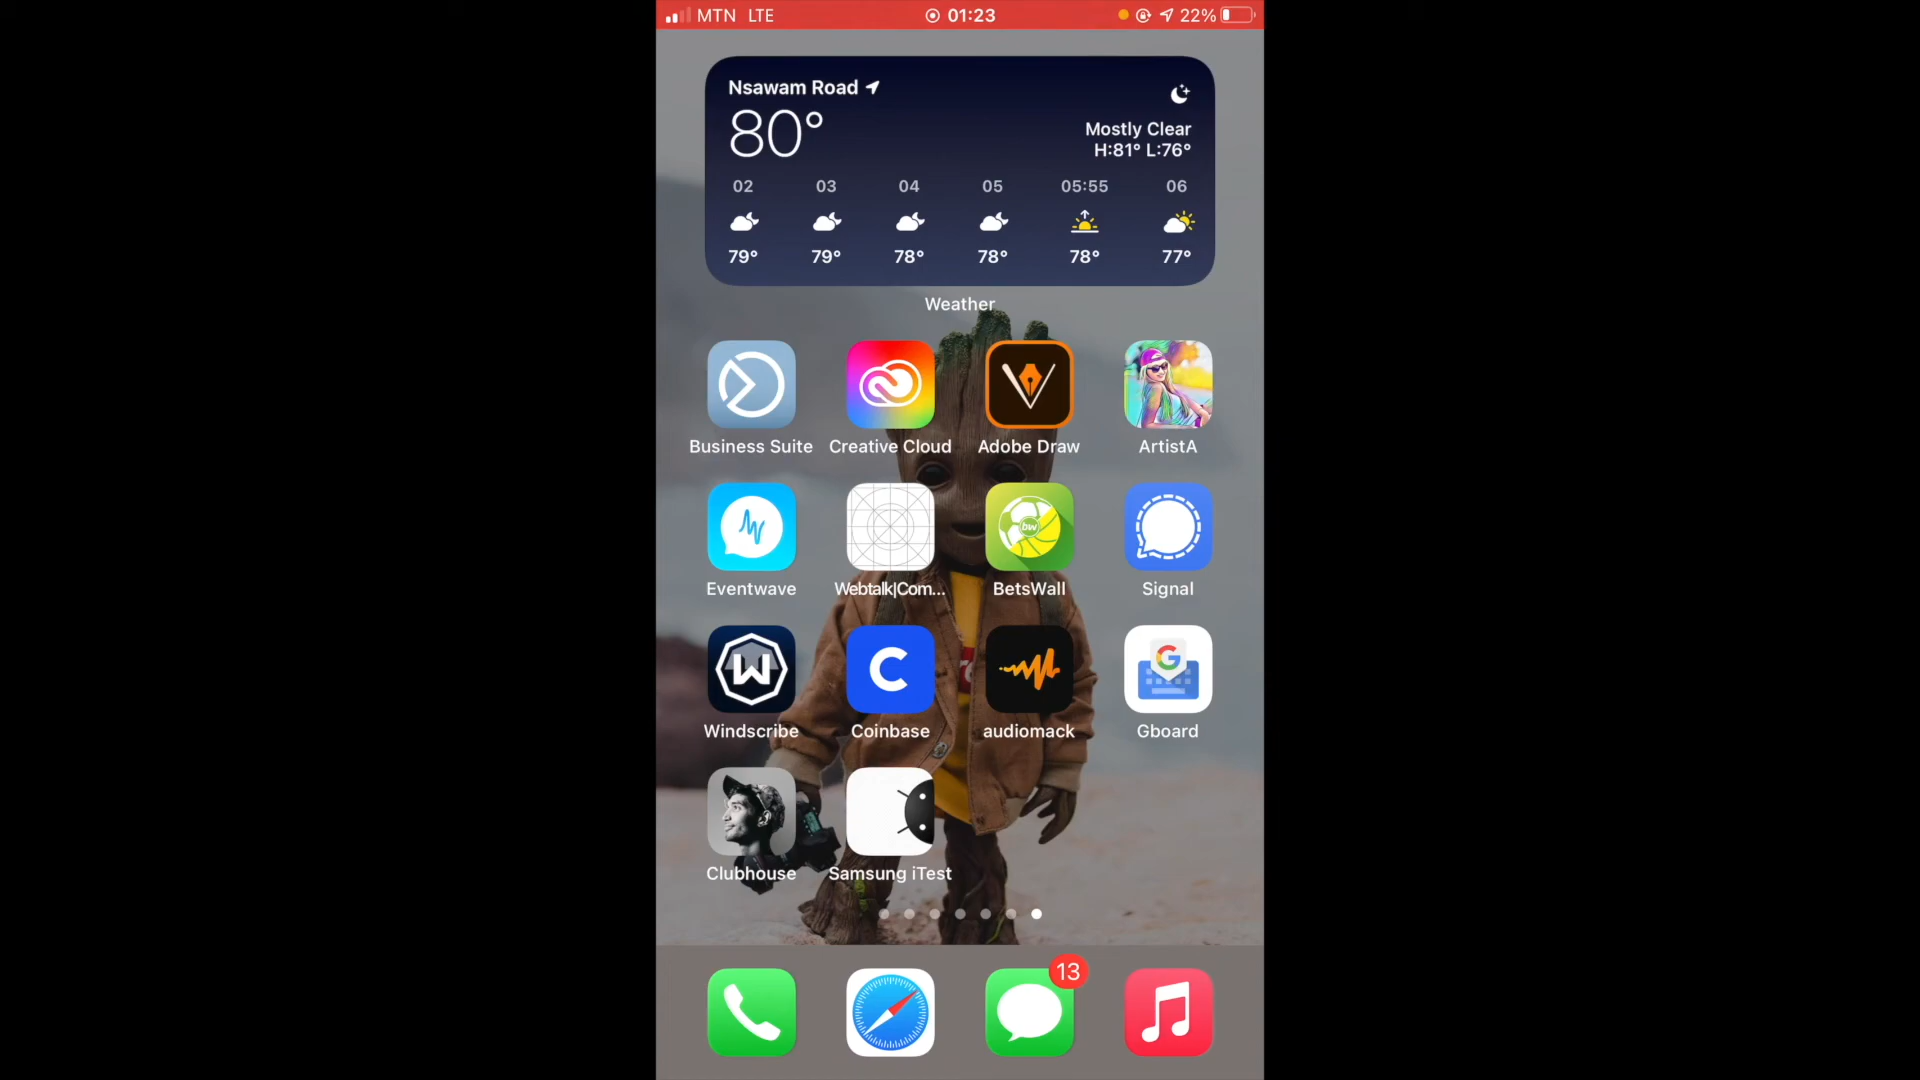 MTN LTE 01:23 22%
Nsawam Road
80°
Mostly Clear
H:81° L:76°
02 03 04 05 05:55 06
79° 79° 78° 78° 78° 77°
Weather
Business Suite Creative Cloud Adobe Draw ArtistA
bw
Eventwave Webtalk|Com... BetsWall Signal
W C G
Windscribe Coinbase audiomack Gboard
Clubhouse Samsung iTest
13